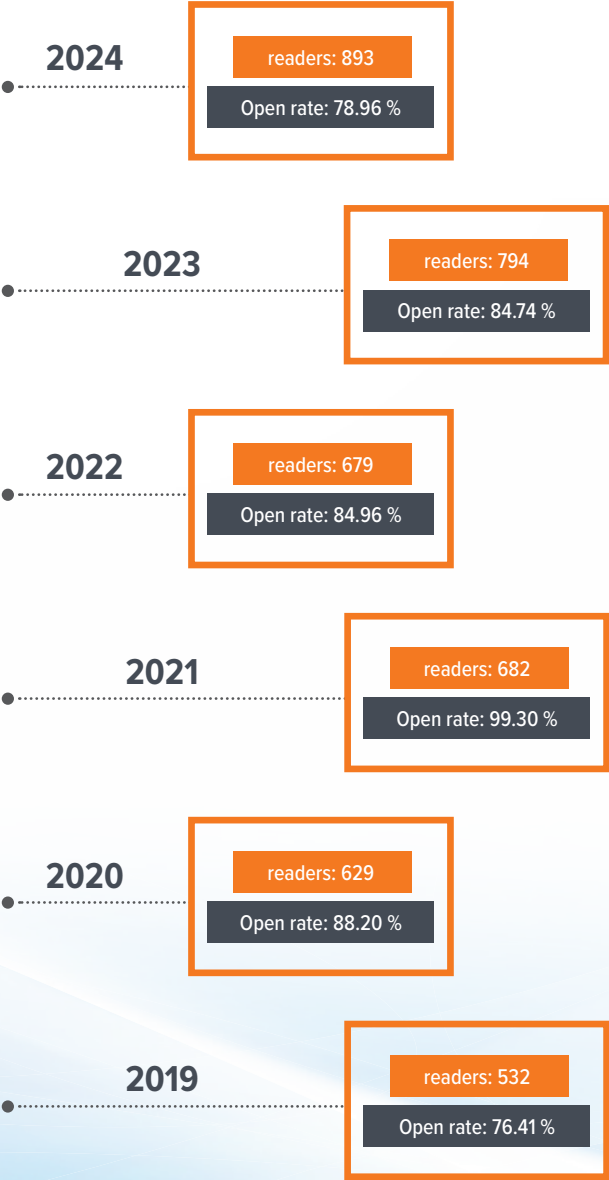 2024
readers: 893
Open rate: 78.96 %
2023
readers: 794
Open rate: 84.74 %
2022
readers: 679
Open rate: 84.96 %
2021
readers: 682
Open rate: 99.30 %
2020
readers: 629
Open rate: 88.20 %
2019
readers: 532
Open rate: 76.41 %